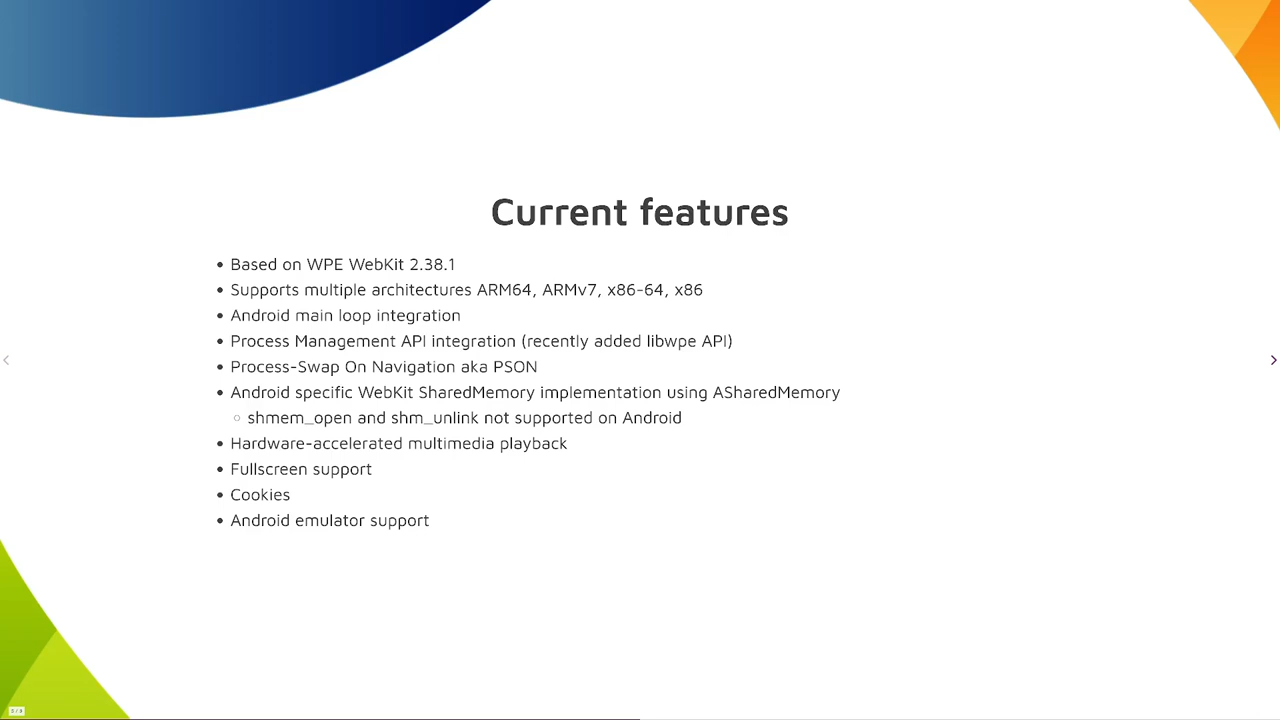 Current features
Based on WPE WebKit 2.38.1
Supports multiple architectures ARM64, ARMv7, x86-64, x86
Android main loop integration
Process Management API integration (recently added libwpe API)
Process-Swap On Navigation aka PSON
Android specific WebKit SharedMemory implementation using ASharedMemory
shmem_open and shm_unlink not supported on Android
Hardware-accelerated multimedia playback
Fullscreen support
Cookies
Android emulator support